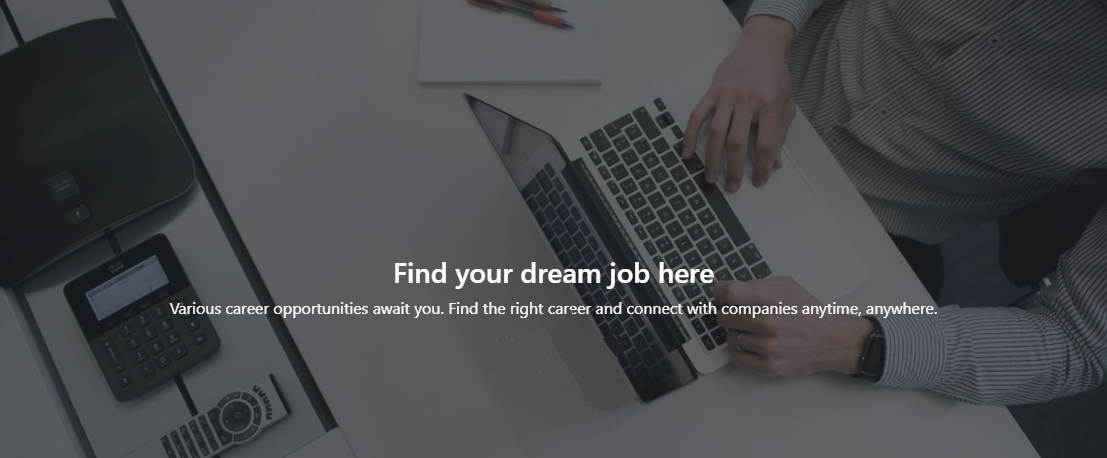 Find your dream job here
Various career opportunities await you. Find the right career and connect with companies anytime, anywhere.